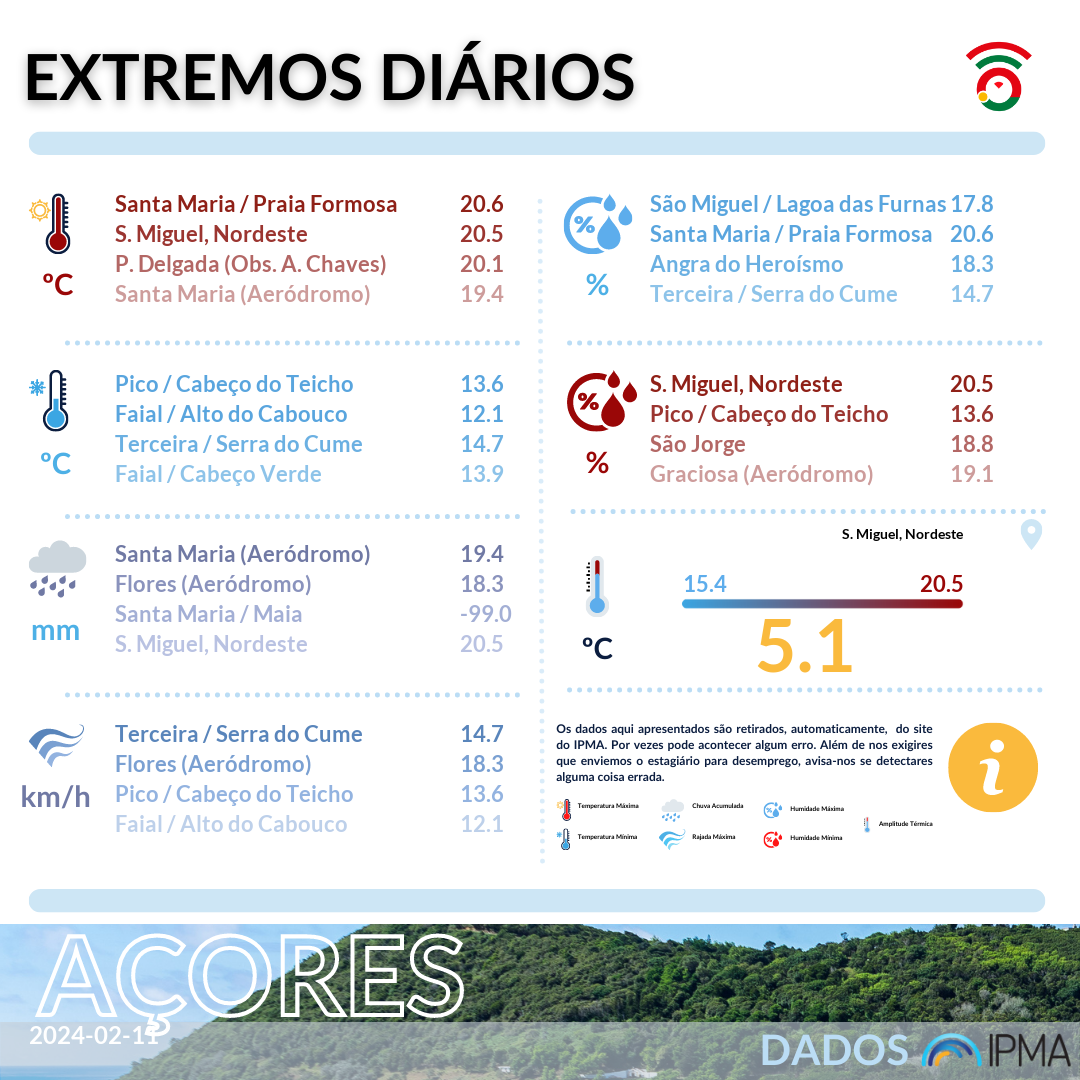 EXTREMOS DIÁRIOS
Santa Maria / Praia Formosa 20.6
S. Miguel, Nordeste 20.5
P. Delgada (Obs. A. Chaves) 20.1
Santa Maria (Aeródromo) 19.4
ºC
Pico / Cabeço do Teicho 13.6
Faial / Alto do Cabouco 12.1
Terceira / Serra do Cume 14.7
Faial / Cabeço Verde 13.9
ºC
Santa Maria (Aeródromo) 19.4
Flores (Aeródromo) 18.3
Santa Maria / Maia -99.0
S. Miguel, Nordeste 20.5
mm
Terceira / Serra do Cume 14.7
Flores (Aeródromo) 18.3
Pico / Cabeço do Teicho 13.6
Faial / Alto do Cabouco 12.1
km/h
São Miguel / Lagoa das Furnas 17.8
Santa Maria / Praia Formosa 20.6
Angra do Heroísmo 18.3
Terceira / Serra do Cume 14.7
%
%
S. Miguel, Nordeste 20.5
Pico / Cabeço do Teicho 13.6
São Jorge 18.8
Graciosa (Aeródromo) 19.1
%
%
S. Miguel, Nordeste
15.4 20.5
5.1
ºC
Os dados aqui apresentados são retirados, automaticamente, do site
do IPMA. Por vezes pode acontecer algum erro. Além de nos exigires
que enviemos o estagiário para desemprego, avisa-nos se detectares
alguma coisa errada.
i
Temperatura Máxima
Chuva Acumulada
Humidade Máxima
Amplitude Térmica
Temperatura Mínima
Rajada Máxima
Humidade Mínima
AÇORES
2024-02-11
DADOS IPMA